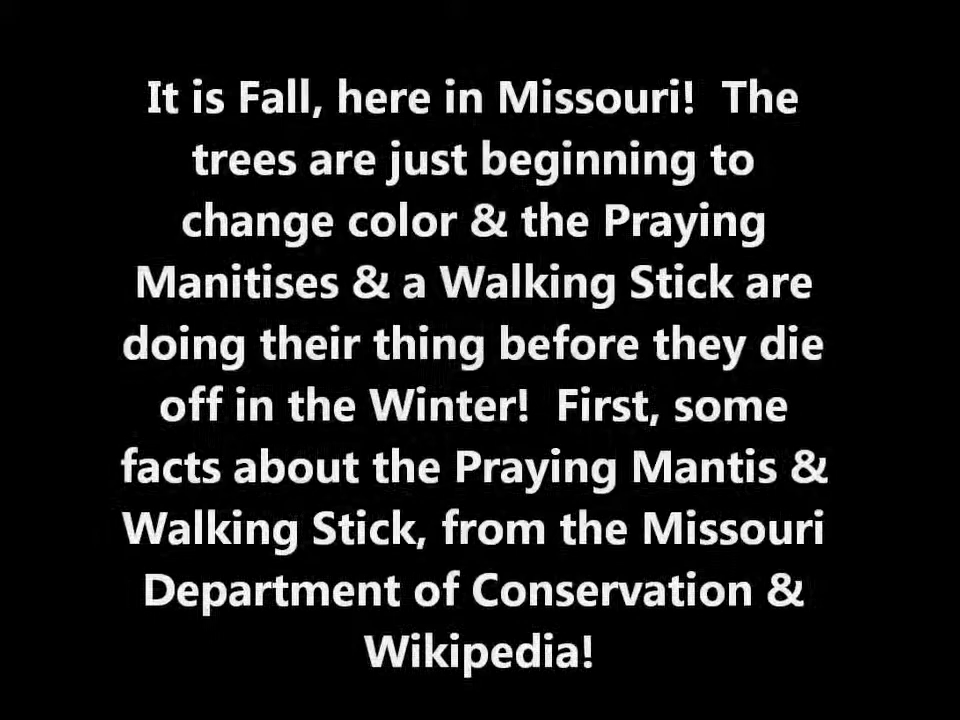 It is Fall, here in Missouri!  The
trees are just beginning to
change color & the Praying
Manitises & a Walking Stick are
doing their thing before they die
off in the Winter!  First, some
facts about the Praying Mantis &
Walking Stick, from the Missouri
Department of Conservation &
Wikipedia!